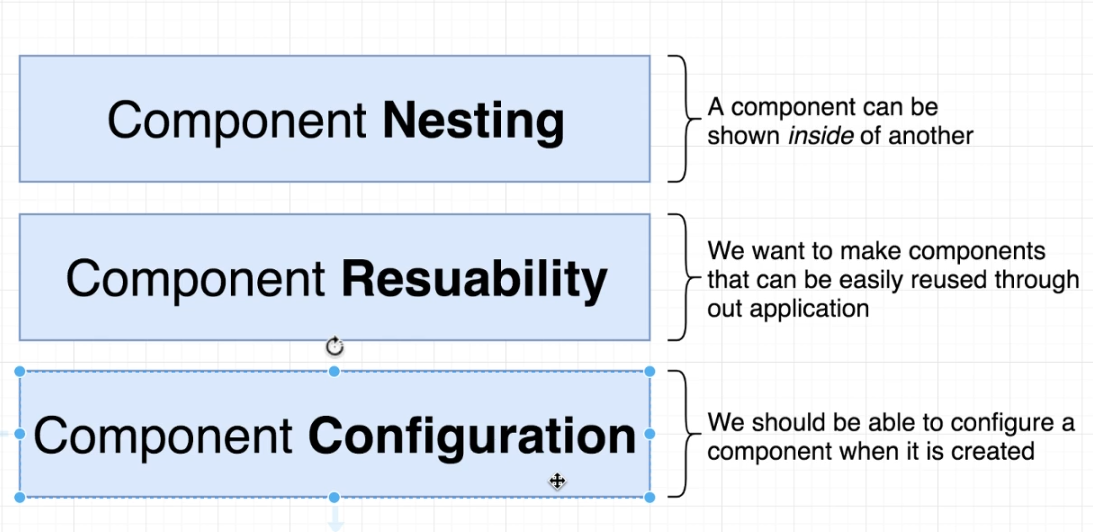 Component Nesting
A component can be
shown inside of another
Component Resuability
We want to make components
that can be easily reused through
out application
Component Configuration
We should be able to configure a
component when it is created